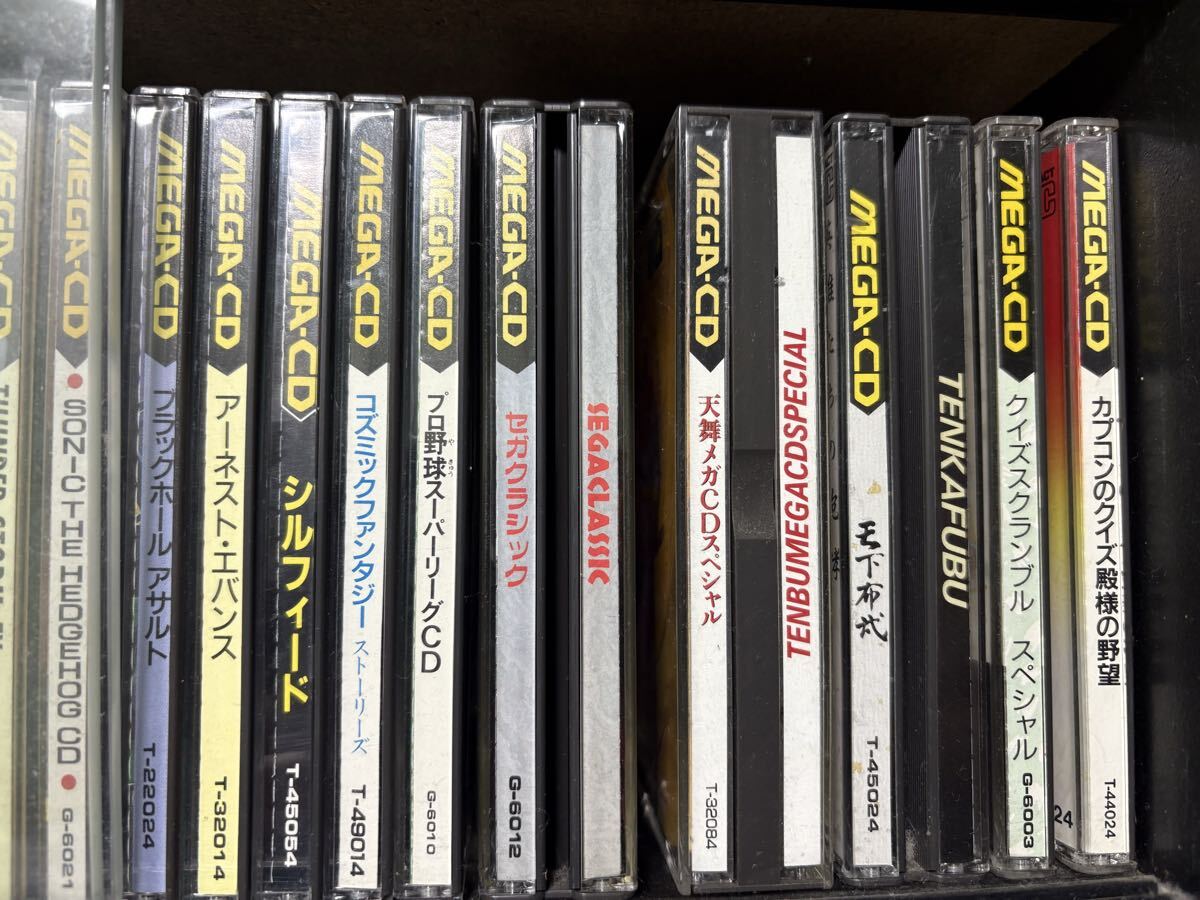 MEGA-CD
MEGA-CD
SONIC THE HEDGEHOG CD
G-6021
MEGA-CD
ブラックホール アサルト
T-22024
MEGA-CD
アーネスト・エバンス
T-32014
MEGA-CD
シルフィード
T-45054
MEGA-CD
コズミックファンタジー ストーリーズ
T-49014
MEGA-CD
プロ野球スーパーリーグCD
や きゅう
G-6010
MEGA-CD
セガクラシック
G-6012
SEGACLASSIC
MEGA-CD
天舞メガCDスペシャル
T-32084
TENBUMEGACDSPECIAL
MEGA-CD
天下布武
T-45024
TENKAFUBU
MEGA-CD
クイズスクランブル スペシャル
G-6003
24
MEGA-CD
カプコンのクイズ殿様の野望
T-44024